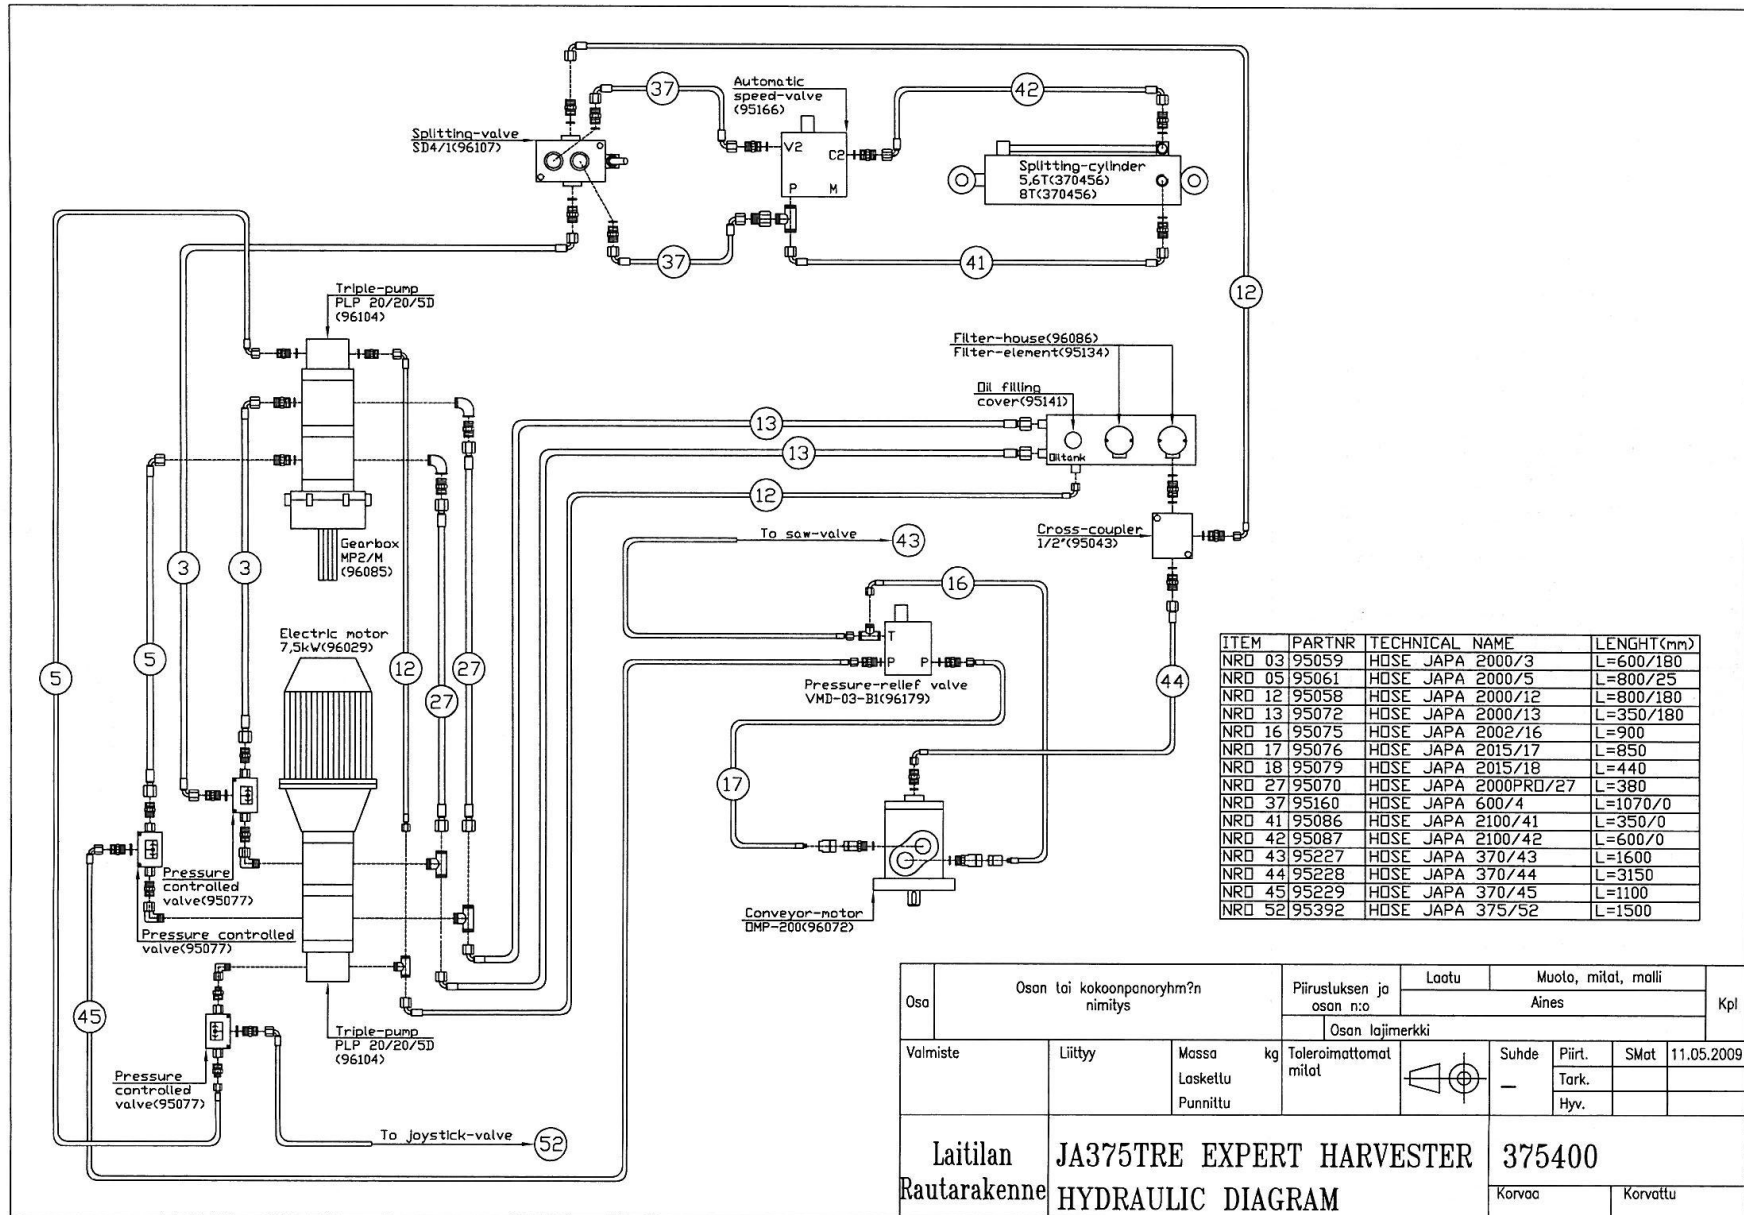 37
Automatic
speed-valve
(95166)
42
Splitting-valve
SD4/1(96107)
V2
C2
P
M
Splitting-cylinder
5,6T(370456)
8T(370456)
37
41
12
Triple-pump
PLP 20/20/5D
(96104)
Filter-house(96086)
Filter-element(95134)
Oil filling
cover(95141)
13
13
Oiltank
12
To saw-valve
43
Cross-coupler
1/2"(95043)
Gearbox
MP2/M
(96085)
3
3
16
T
P
P
Electric motor
7,5kW(96029)
5
5
12
27
27
44
Pressure-relief valve
VMD-03-B1(96179)
17
ITEM PARTNR TECHNICAL NAME LENGHT(mm)
NRO 03 95059 HOSE JAPA 2000/3 L=600/180
NRO 05 95061 HOSE JAPA 2000/5 L=800/25
NRO 12 95058 HOSE JAPA 2000/12 L=800/180
NRO 13 95072 HOSE JAPA 2000/13 L=350/180
NRO 16 95075 HOSE JAPA 2002/16 L=900
NRO 17 95076 HOSE JAPA 2015/17 L=850
NRO 18 95079 HOSE JAPA 2015/18 L=440
NRO 27 95070 HOSE JAPA 2000PRO/27 L=380
NRO 37 95160 HOSE JAPA 600/4 L=1070/0
NRO 41 95086 HOSE JAPA 2100/41 L=350/0
NRO 42 95087 HOSE JAPA 2100/42 L=600/0
NRO 43 95227 HOSE JAPA 370/43 L=1600
NRO 44 95228 HOSE JAPA 370/44 L=3150
NRO 45 95229 HOSE JAPA 370/45 L=1100
NRO 52 95392 HOSE JAPA 375/52 L=1500
Pressure
controlled
valve(95077)
Pressure controlled
valve(95077)
Conveyor-motor
OMP-200(96072)
45
Triple-pump
PLP 20/20/5D
(96104)
Pressure
controlled
valve(95077)
To joystick-valve
52
Osa
Osan tai kokoonpanoryhm?n
nimitys
Piirustuksen ja
osan n:o
Laatu
Muoto, mitat, malli
Aines
Kpl
Osan lajimerkki
Valmiste
Liittyy
Massa kg
Laskettu
Punnittu
Toleroimattomat
mitat
Suhde
—
Piirt. SMat 11.05.2009
Tark.
Hyv.
Laitilan
Rautarakenne
JA375TRE EXPERT HARVESTER
HYDRAULIC DIAGRAM
375400
Korvaa
Korvattu